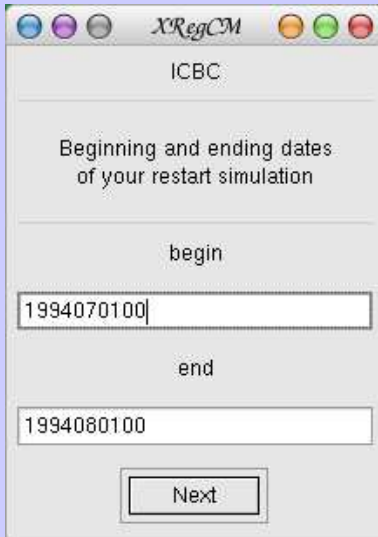 XRegCM
ICBC
Beginning and ending dates
of your restart simulation
begin
1994070100
end
1994080100
Next